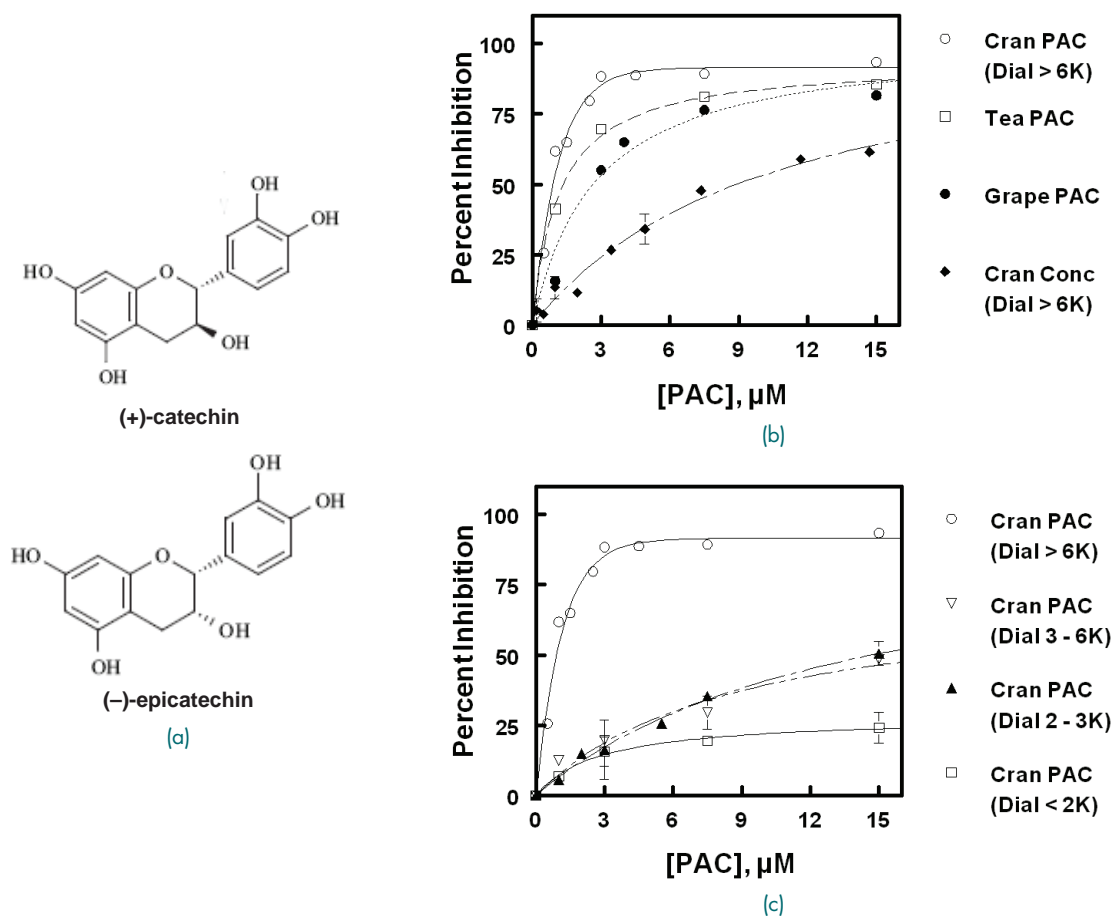 OH
OH
HO
O
OH
OH
(+)-catechin
OH
OH
HO
O
OH
OH
(–)-epicatechin
(a)
Percent Inhibition
100
75
50
25
0
0 3 6 9 12 15
[PAC], µM
(b)
Cran PAC
(Dial > 6K)
Tea PAC
Grape PAC
Cran Conc
(Dial > 6K)
Percent Inhibition
100
75
50
25
0
0 3 6 9 12 15
[PAC], µM
(c)
Cran PAC
(Dial > 6K)
Cran PAC
(Dial 3 - 6K)
Cran PAC
(Dial 2 - 3K)
Cran PAC
(Dial < 2K)